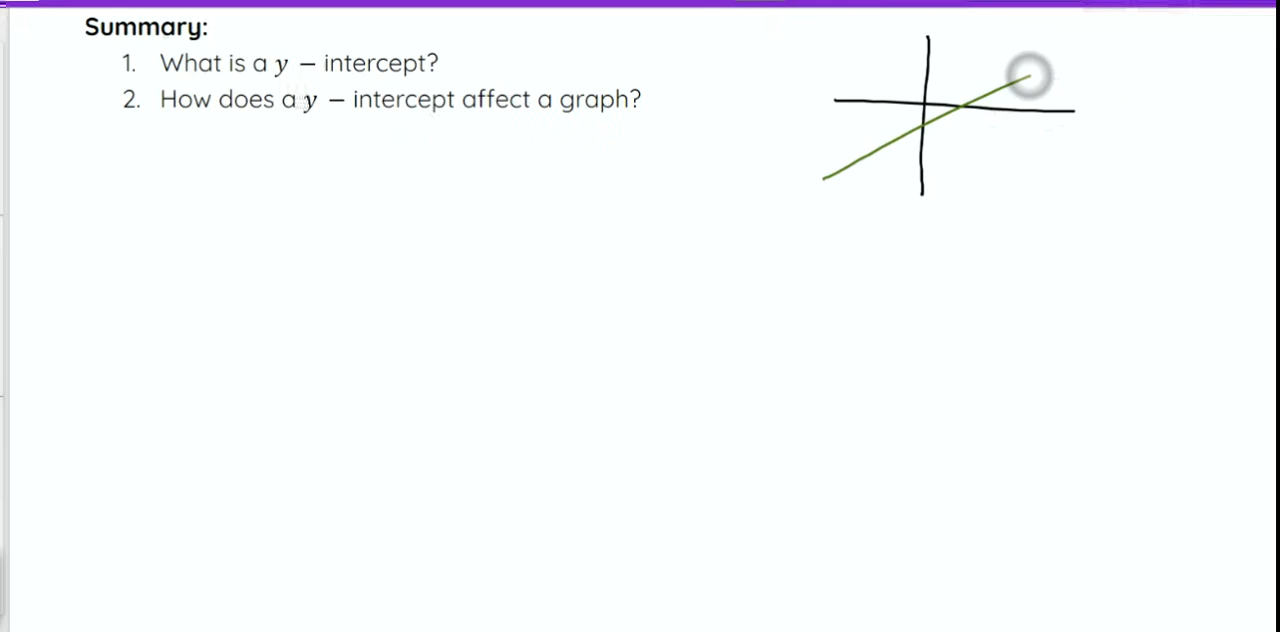 Summary:
1. What is a y – intercept?
2. How does a y – intercept affect a graph?